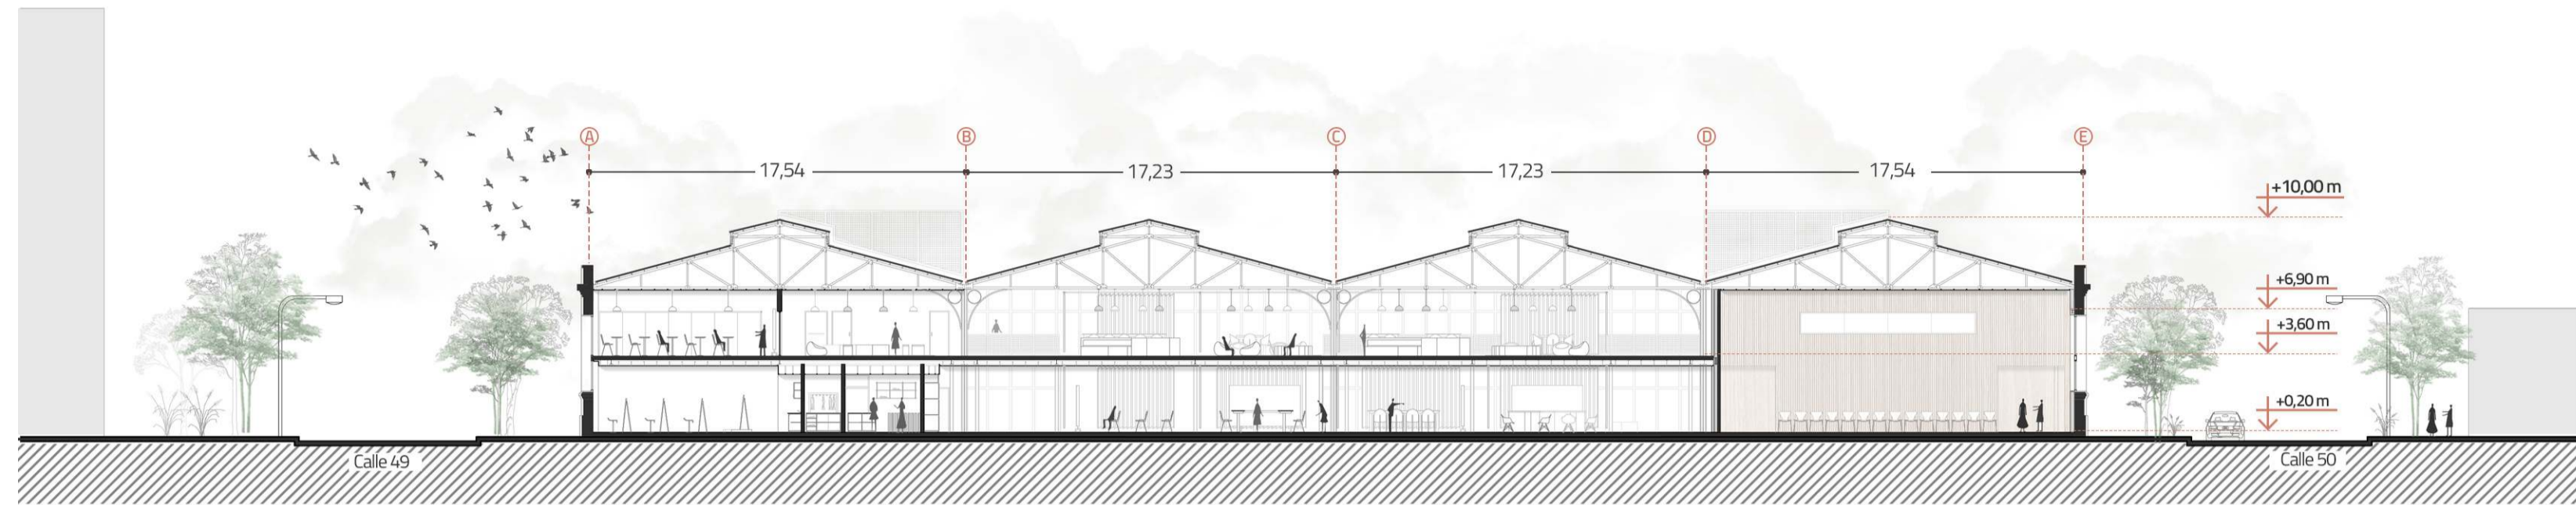 A B C D E
17,54 17,23 17,23 17,54
+10,00 m
+6,90 m
+3,60 m
+0,20 m
Calle 49 Calle 50